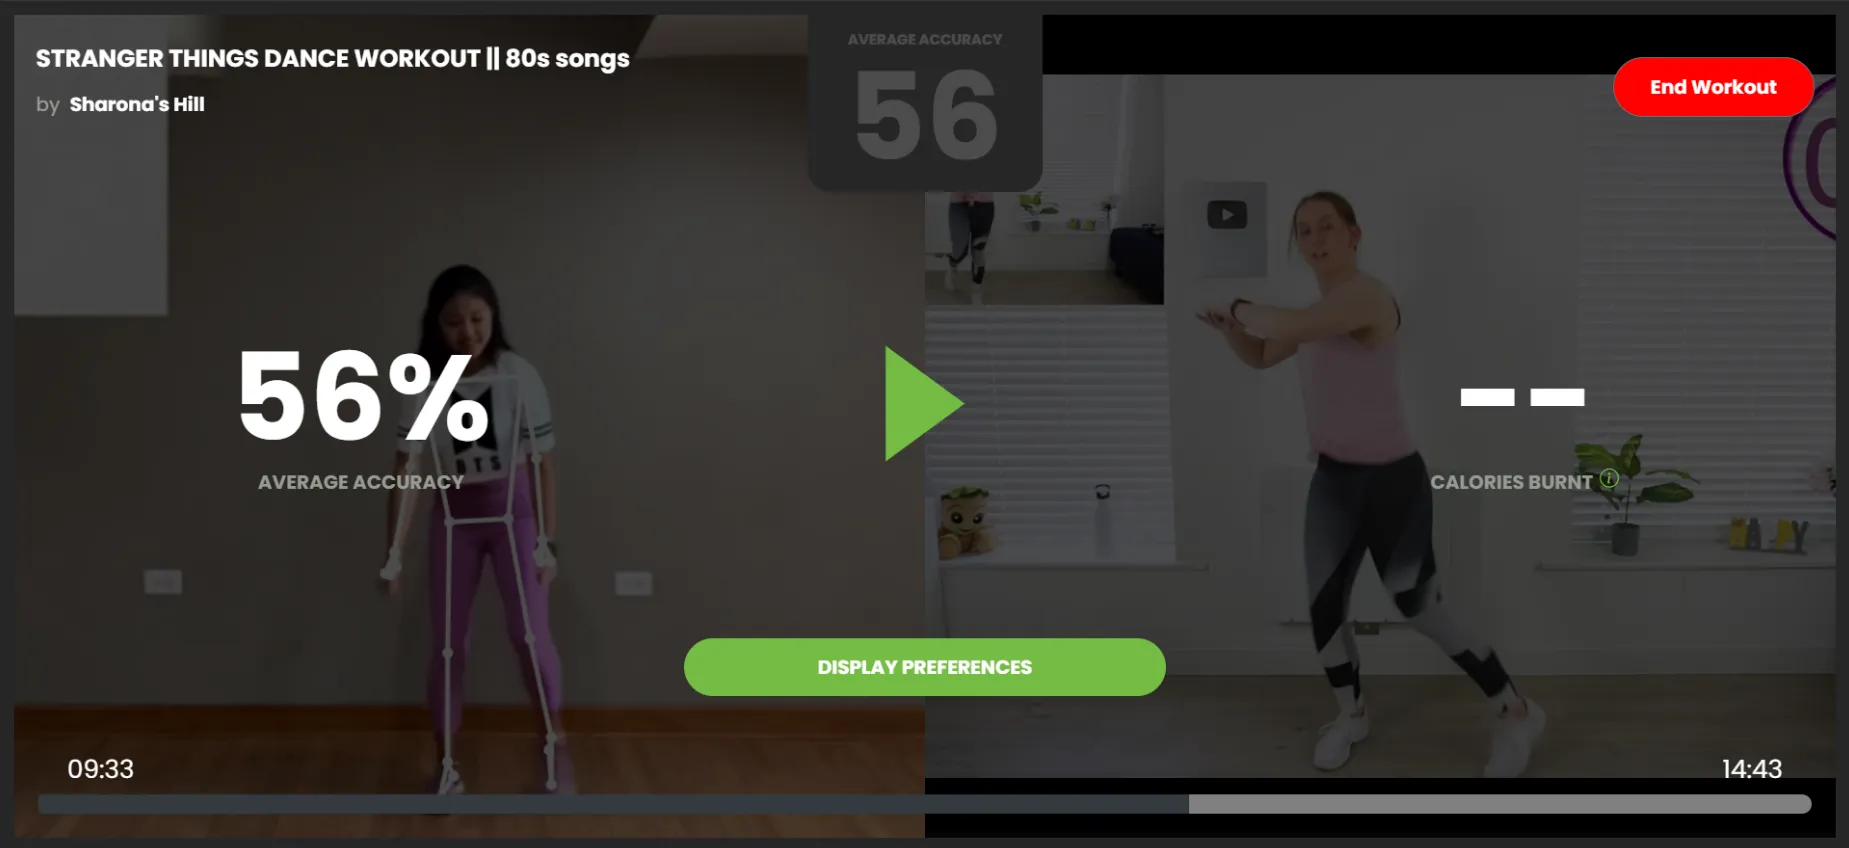 STRANGER THINGS DANCE WORKOUT || 80s songs
by Sharona's Hill
AVERAGE ACCURACY
56
End Workout
56%
AVERAGE ACCURACY
-- 
CALORIES BURNT i
DISPLAY PREFERENCES
09:33
14:43